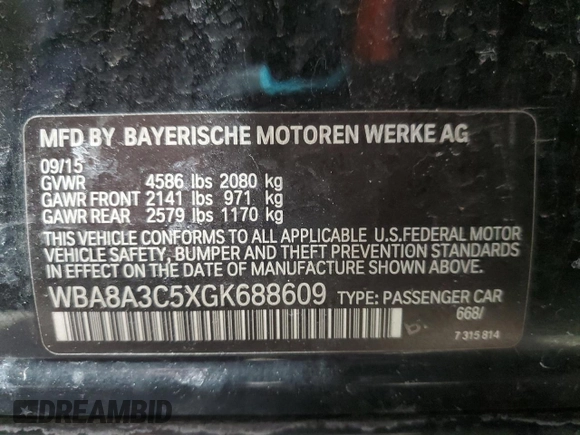 MFD BY BAYERISCHE MOTOREN WERKE AG
09/15
GVWR 4586 lbs 2080 kg
GAWR FRONT 2141 lbs 971 kg
GAWR REAR 2579 lbs 1170 kg
THIS VEHICLE CONFORMS TO ALL APPLICABLE U.S.FEDERAL MOTOR
VEHICLE SAFETY, BUMPER AND THEFT PREVENTION STANDARDS
IN EFFECT ON THE DATE OF MANUFACTURE SHOWN ABOVE.
WBA8A3C5XGK688609 TYPE: PASSENGER CAR
668/
7 315 814
DREAMBID